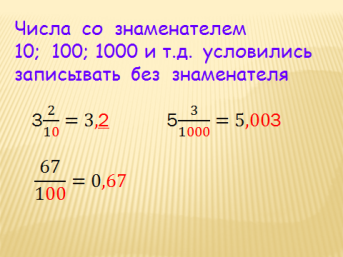 Числа со знаменателем
10; 100; 1000 и т.д. условились
записывать без знаменателя
3 2/10 = 3,2 5 3/1000 = 5,003
67/100 = 0,67